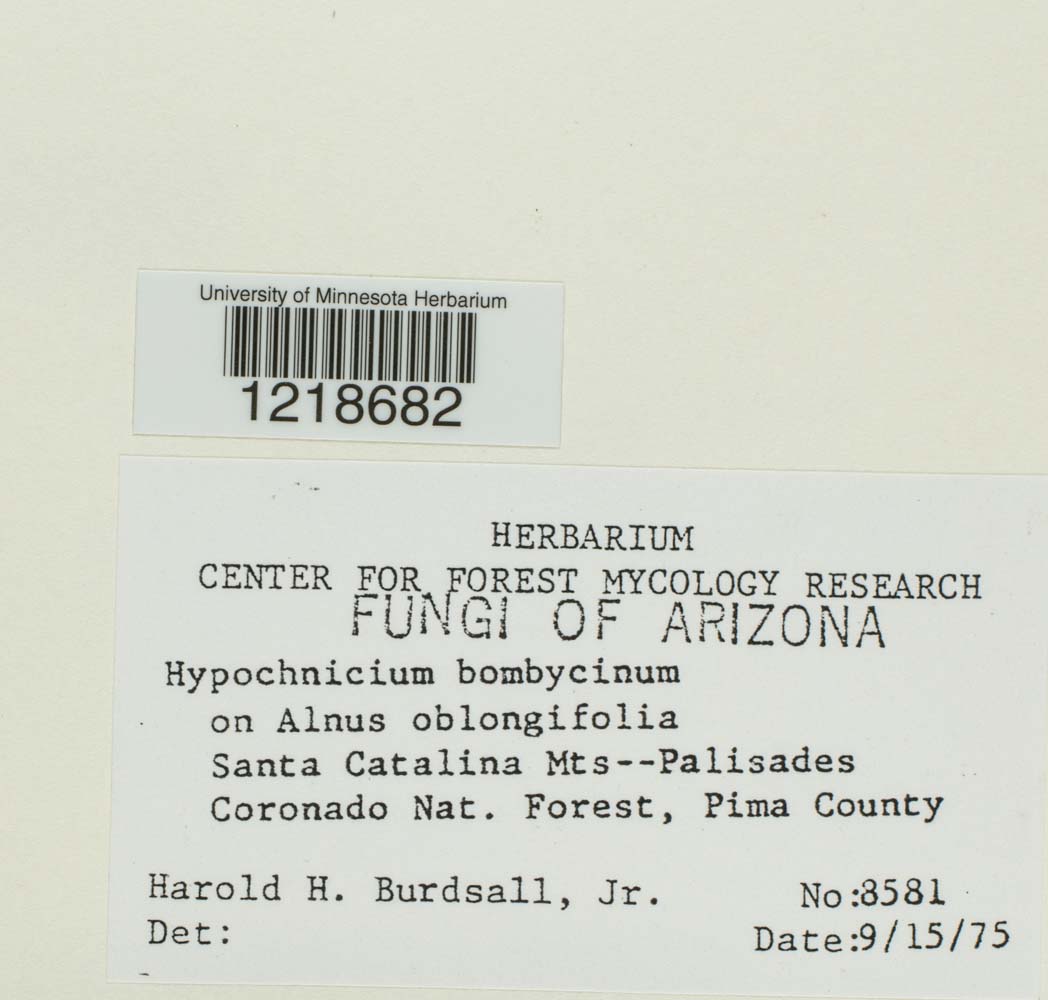 University of Minnesota Herbarium
1218682
HERBARIUM
CENTER FOR FOREST MYCOLOGY RESEARCH
FUNGI OF ARIZONA
Hypochnicium bombycinum
on Alnus oblongifolia
Santa Catalina Mts--Palisades
Coronado Nat. Forest, Pima County
Harold H. Burdsall, Jr. No:8581
Det: Date:9/15/75